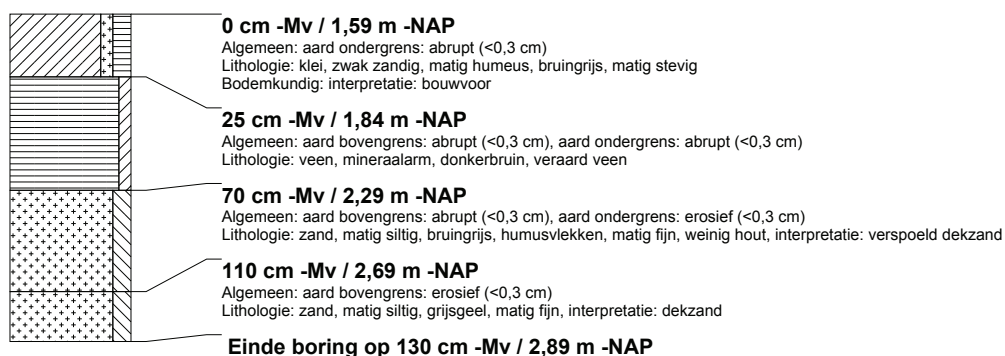 0 cm -Mv / 1,59 m -NAP
Algemeen: aard ondergrens: abrupt (<0,3 cm)
Lithologie: klei, zwak zandig, matig humeus, bruingrijs, matig stevig
Bodemkundig: interpretatie: bouwvoor
25 cm -Mv / 1,84 m -NAP
Algemeen: aard bovengrens: abrupt (<0,3 cm), aard ondergrens: abrupt (<0,3 cm)
Lithologie: veen, mineraalarm, donkerbruin, veraard veen
70 cm -Mv / 2,29 m -NAP
Algemeen: aard bovengrens: abrupt (<0,3 cm), aard ondergrens: erosief (<0,3 cm)
Lithologie: zand, matig siltig, bruingrijs, humusvlekken, matig fijn, weinig hout, interpretatie: verspoeld dekzand
110 cm -Mv / 2,69 m -NAP
Algemeen: aard bovengrens: erosief (<0,3 cm)
Lithologie: zand, matig siltig, grijsgeel, matig fijn, interpretatie: dekzand
Einde boring op 130 cm -Mv / 2,89 m -NAP